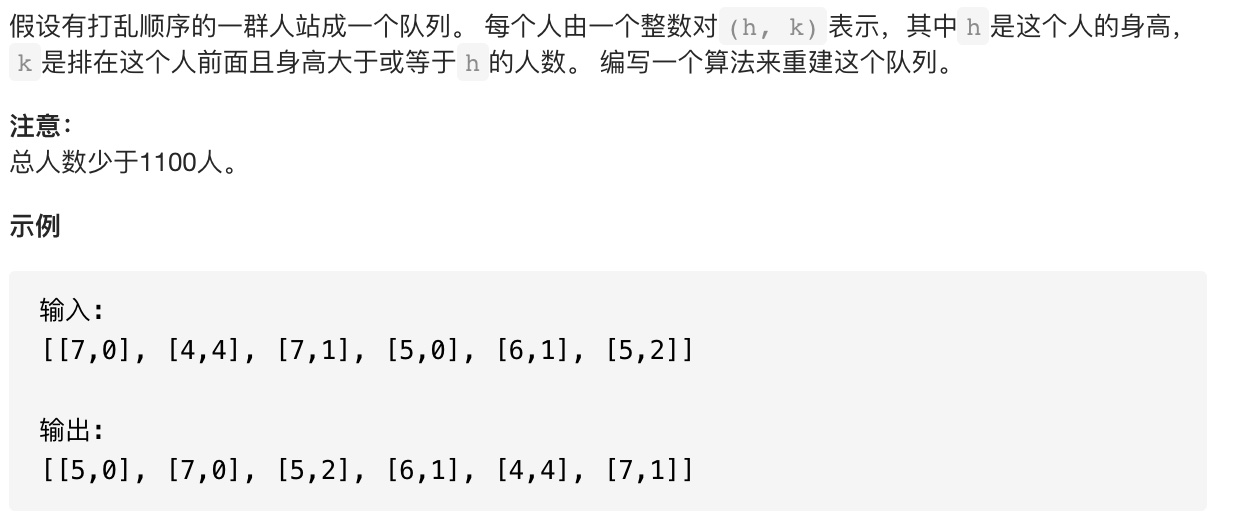 假设有打乱顺序的一群人站成一个队列。 每个人由一个整数对(h, k)表示，其中h是这个人的身高，
k是排在这个人前面且身高大于或等于h的人数。 编写一个算法来重建这个队列。
注意：
总人数少于1100人。
示例
输入:
[[7,0], [4,4], [7,1], [5,0], [6,1], [5,2]]
输出:
[[5,0], [7,0], [5,2], [6,1], [4,4], [7,1]]